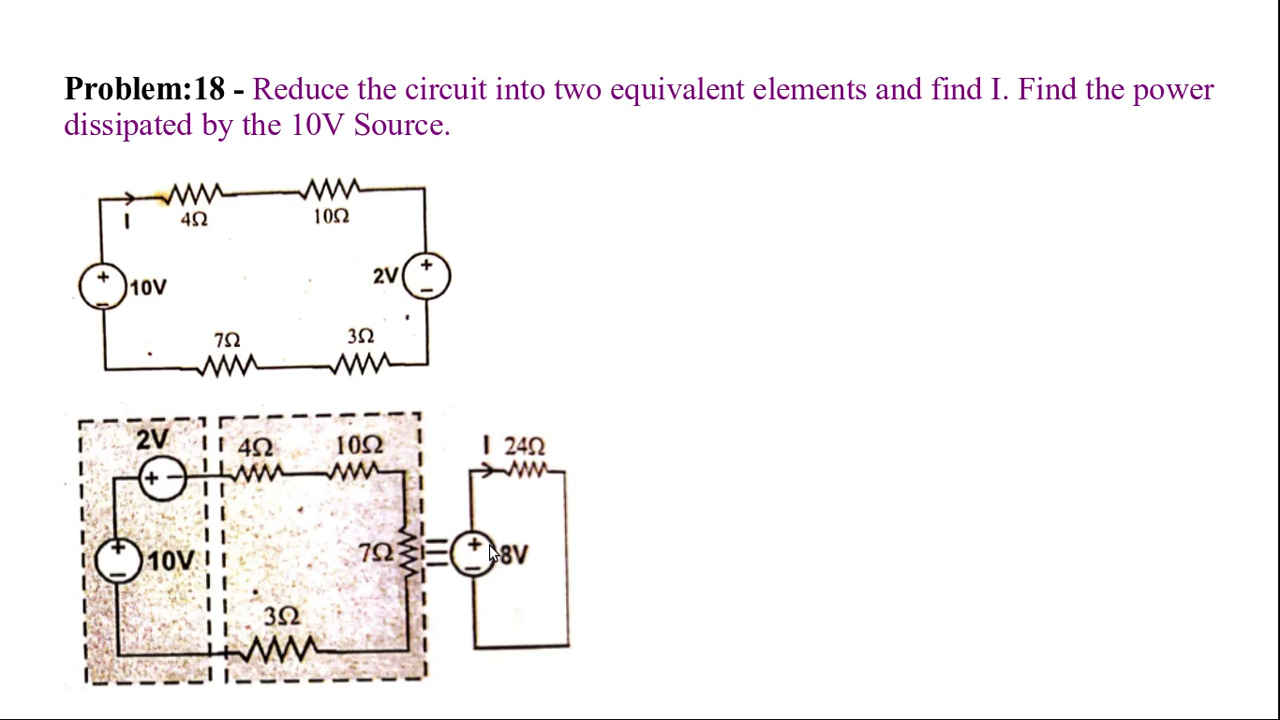 Problem:18 - Reduce the circuit into two equivalent elements and find I. Find the power
dissipated by the 10V Source.
I
4Ω
10Ω
+
10V
−
2V
+
−
7Ω
3Ω
2V
4Ω
10Ω
I 24Ω
+ −
+
10V
−
7Ω
≡
+
8V
−
3Ω